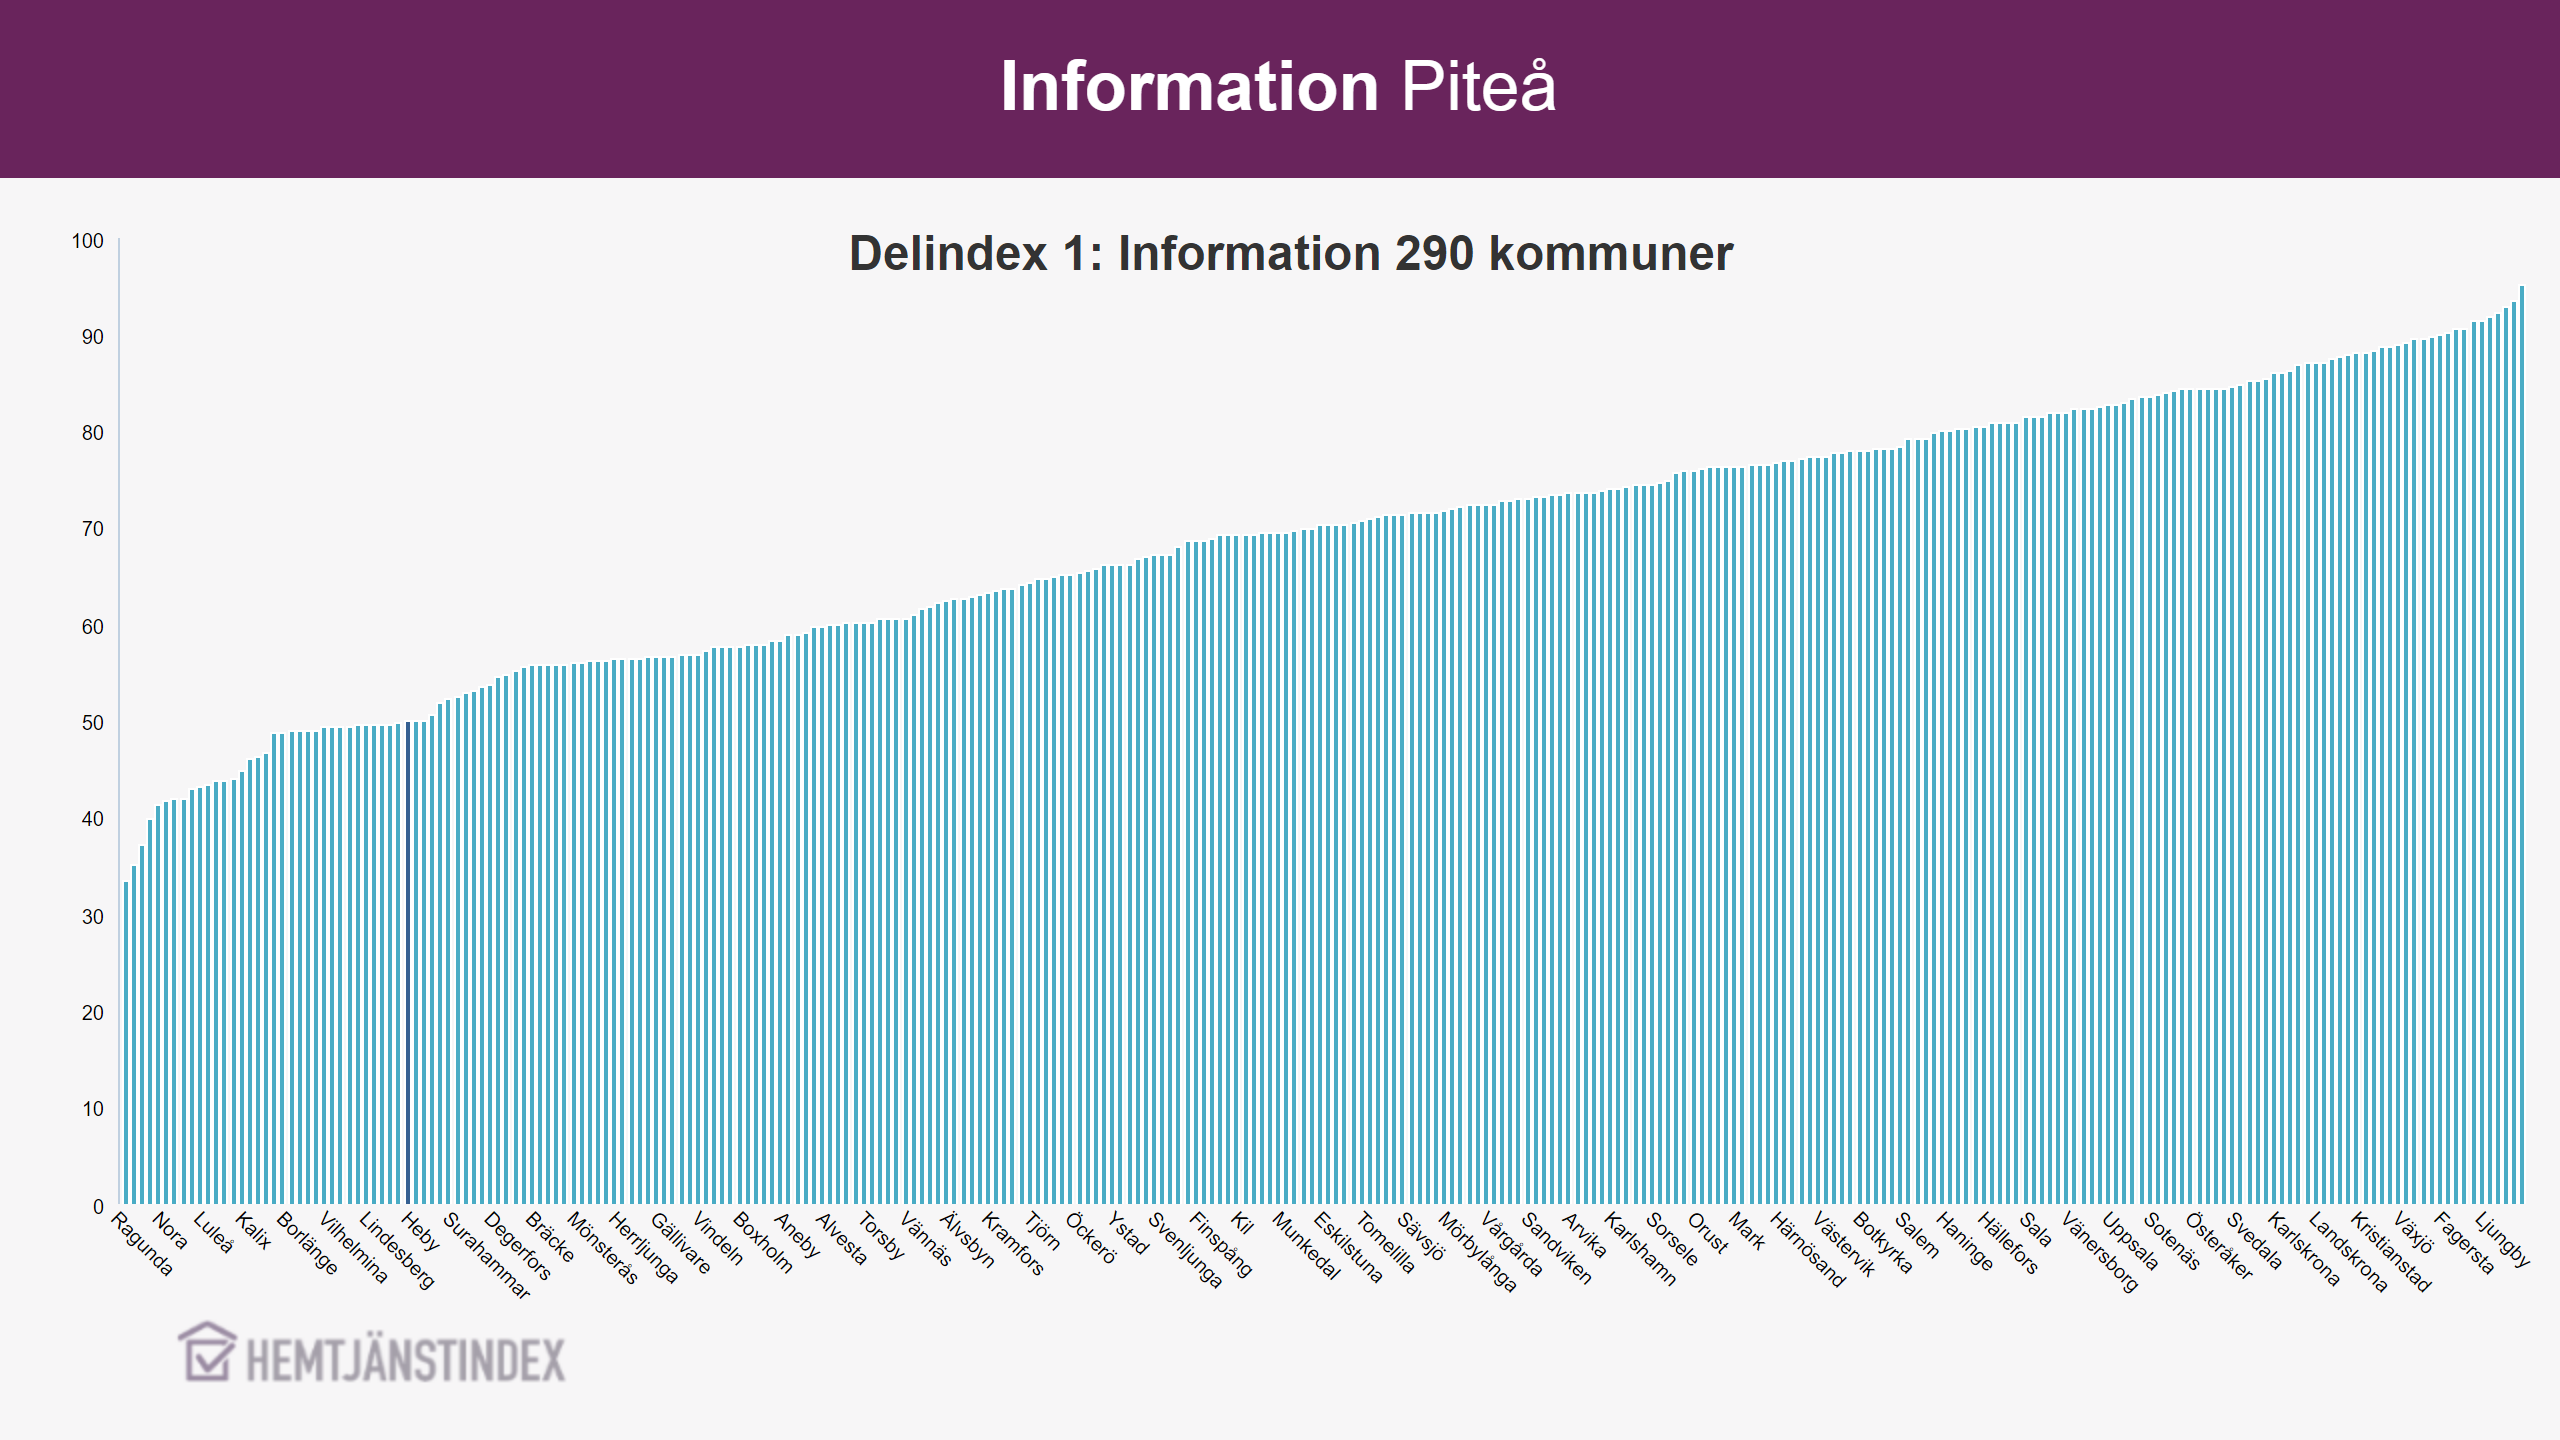 Information Piteå
Delindex 1: Information 290 kommuner
100
90
80
70
60
50
40
30
20
10
0
Ragunda
Nora
Luleå
Kalix
Borlänge
Vilhelmina
Lindesberg
Heby
Surahammar
Degerfors
Bräcke
Mönsterås
Herrljunga
Gällivare
Vindeln
Boxholm
Aneby
Alvesta
Torsby
Vännäs
Älvsbyn
Kramfors
Tjörn
Öckerö
Ystad
Svenljunga
Finspång
Kil
Munkedal
Eskilstuna
Tomelilla
Sävsjö
Mörbylånga
Vårgårda
Sandviken
Arvika
Karlshamn
Sorsele
Orust
Mark
Härnösand
Västervik
Botkyrka
Salem
Haninge
Hällefors
Sala
Vänersborg
Uppsala
Sotenäs
Österåker
Svedala
Karlskrona
Landskrona
Kristianstad
Växjö
Fagersta
Ljungby
HEMTJÄNSTINDEX